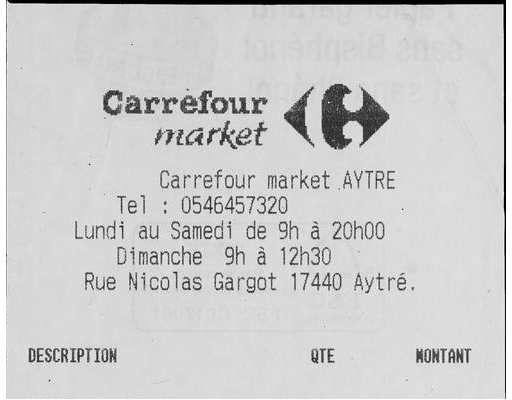 Carrefour
market
Carrefour market AYTRE
Tel : 0546457320
Lundi au Samedi de 9h à 20h00
Dimanche 9h à 12h30
Rue Nicolas Gargot 17440 Aytré.
DESCRIPTION QTE MONTANT